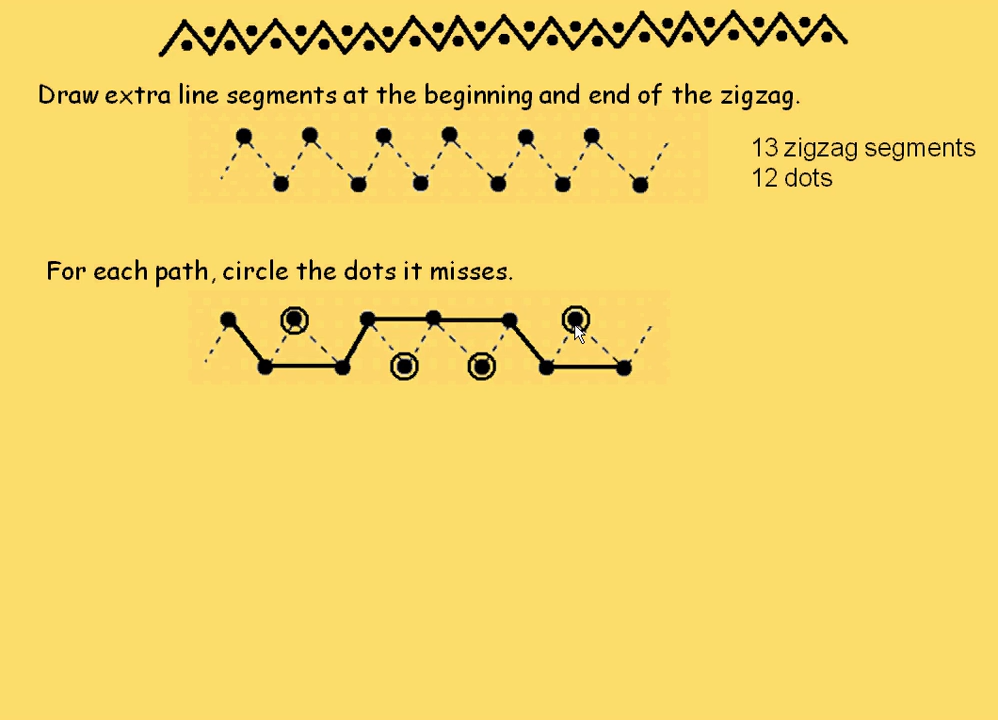 Draw extra line segments at the beginning and end of the zigzag.
13 zigzag segments
12 dots
For each path, circle the dots it misses.